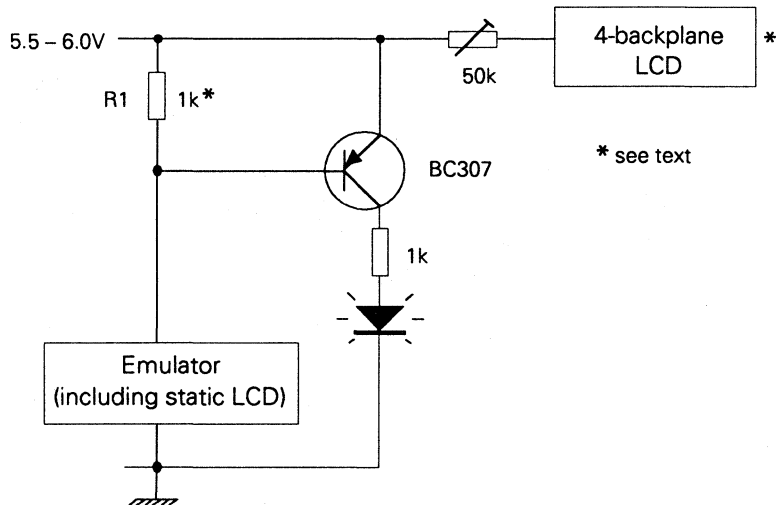 5.5 – 6.0V
R1
1k*
50k
4-backplane
LCD
*
* see text
BC307
1k
Emulator
(including static LCD)